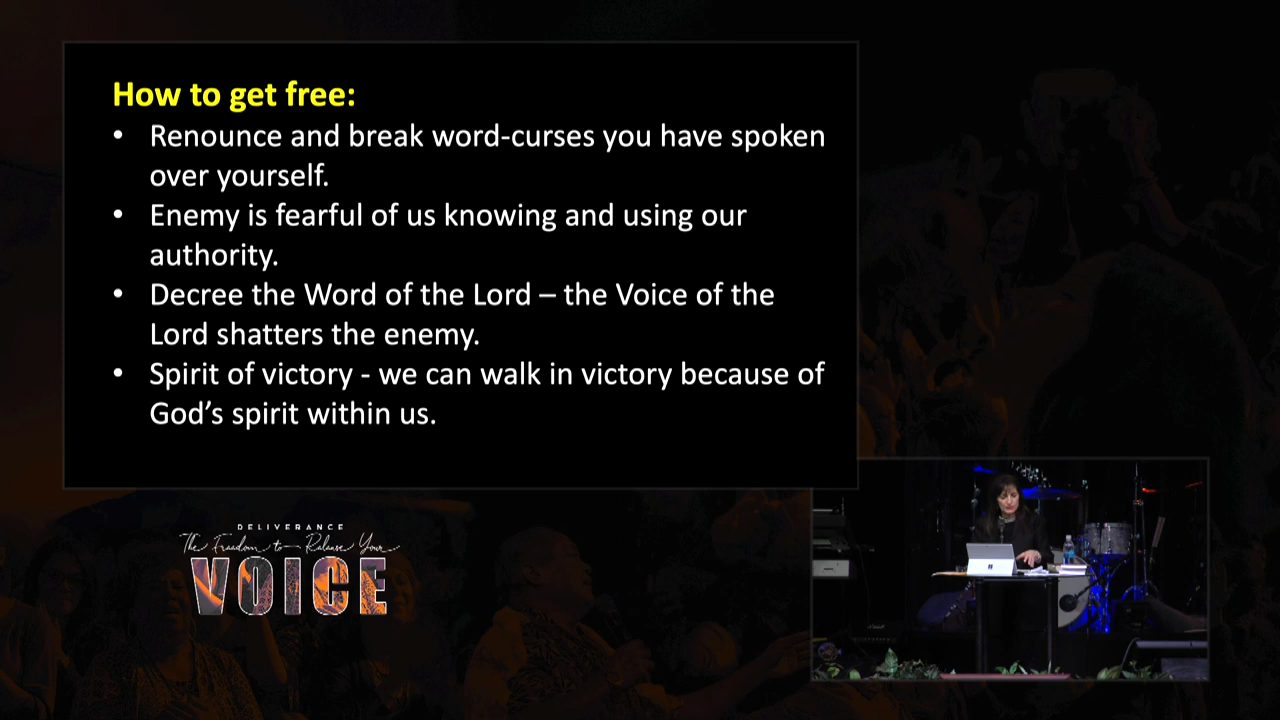 How to get free:
• Renounce and break word-curses you have spoken
over yourself.
• Enemy is fearful of us knowing and using our
authority.
• Decree the Word of the Lord – the Voice of the
Lord shatters the enemy.
• Spirit of victory - we can walk in victory because of
God’s spirit within us.
DELIVERANCE
The Freedom to Release Your
VOICE